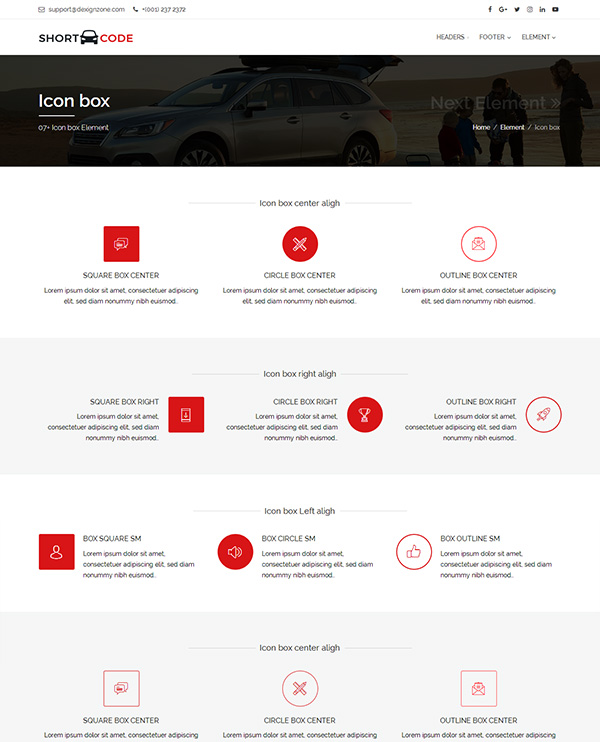 support@dexignzone.com +(001) 237 2372
SHORT CODE
HEADERS FOOTER ELEMENT
Icon box
Next Element »
07+ Icon box Element
Home / Element / Icon box
Icon box center aligh
SQUARE BOX CENTER
Lorem ipsum dolor sit amet, consectetuer adipiscing
elit, sed diam nonummy nibh euismod..
CIRCLE BOX CENTER
Lorem ipsum dolor sit amet, consectetuer adipiscing
elit, sed diam nonummy nibh euismod..
OUTLINE BOX CENTER
Lorem ipsum dolor sit amet, consectetuer adipiscing
elit, sed diam nonummy nibh euismod..
Icon box right aligh
SQUARE BOX RIGHT
Lorem ipsum dolor sit amet,
consectetuer adipiscing elit, sed diam
nonummy nibh euismod..
CIRCLE BOX RIGHT
Lorem ipsum dolor sit amet,
consectetuer adipiscing elit, sed diam
nonummy nibh euismod..
OUTLINE BOX RIGHT
Lorem ipsum dolor sit amet,
consectetuer adipiscing elit, sed diam
nonummy nibh euismod..
Icon box Left aligh
BOX SQUARE SM
Lorem ipsum dolor sit amet,
consectetuer adipiscing elit, sed diam
nonummy nibh euismod..
BOX CIRCLE SM
Lorem ipsum dolor sit amet,
consectetuer adipiscing elit, sed diam
nonummy nibh euismod..
BOX OUTLINE SM
Lorem ipsum dolor sit amet,
consectetuer adipiscing elit, sed diam
nonummy nibh euismod..
Icon box center aligh
SQUARE BOX CENTER
Lorem ipsum dolor sit amet, consectetuer adipiscing
CIRCLE BOX CENTER
Lorem ipsum dolor sit amet, consectetuer adipiscing
OUTLINE BOX CENTER
Lorem ipsum dolor sit amet, consectetuer adipiscing